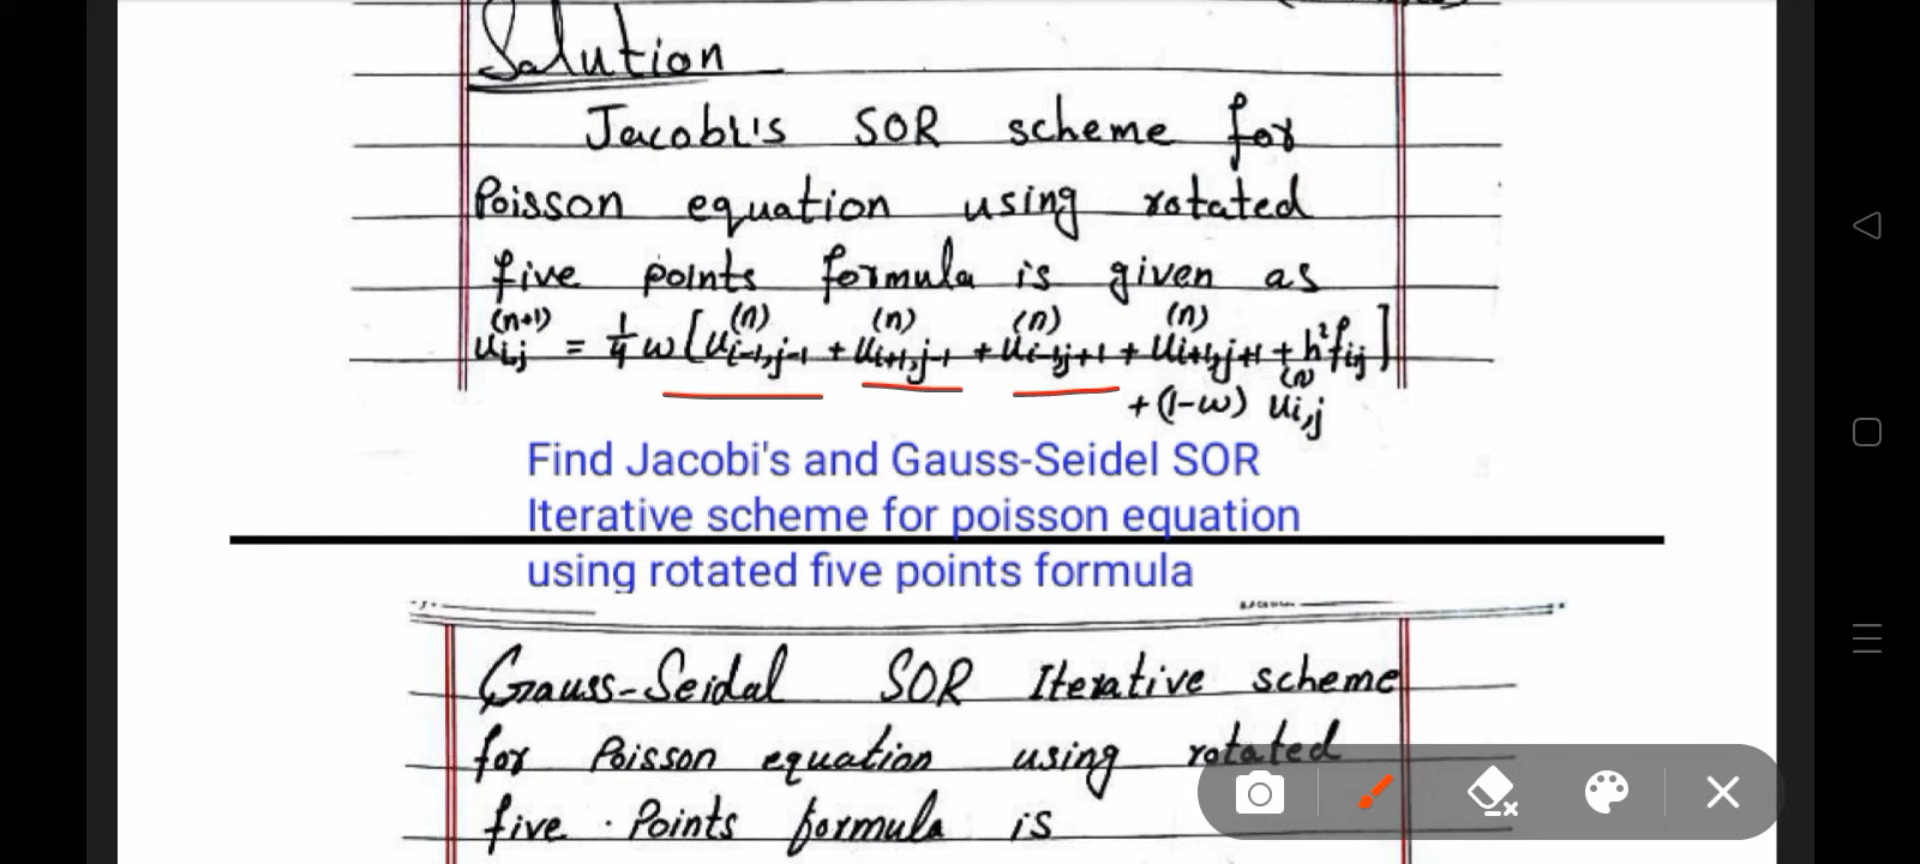 Solution
Jacobi's SOR scheme for
Poisson equation using rotated
five points formula is given as
u_{i,j}^{(n+1)} = 1/4 ω [u_{i-1,j-1}^{(n)} + u_{i+1,j-1}^{(n)} + u_{i-1,j+1}^{(n)} + u_{i+1,j+1}^{(n)} + h²f_{ij}]
+ (1-ω) u_{i,j}^{(n)}
Find Jacobi's and Gauss-Seidel SOR
Iterative scheme for poisson equation
using rotated five points formula
Gauss-Seidal SOR Iterative scheme
for Poisson equation using rotated
five . Points formula is